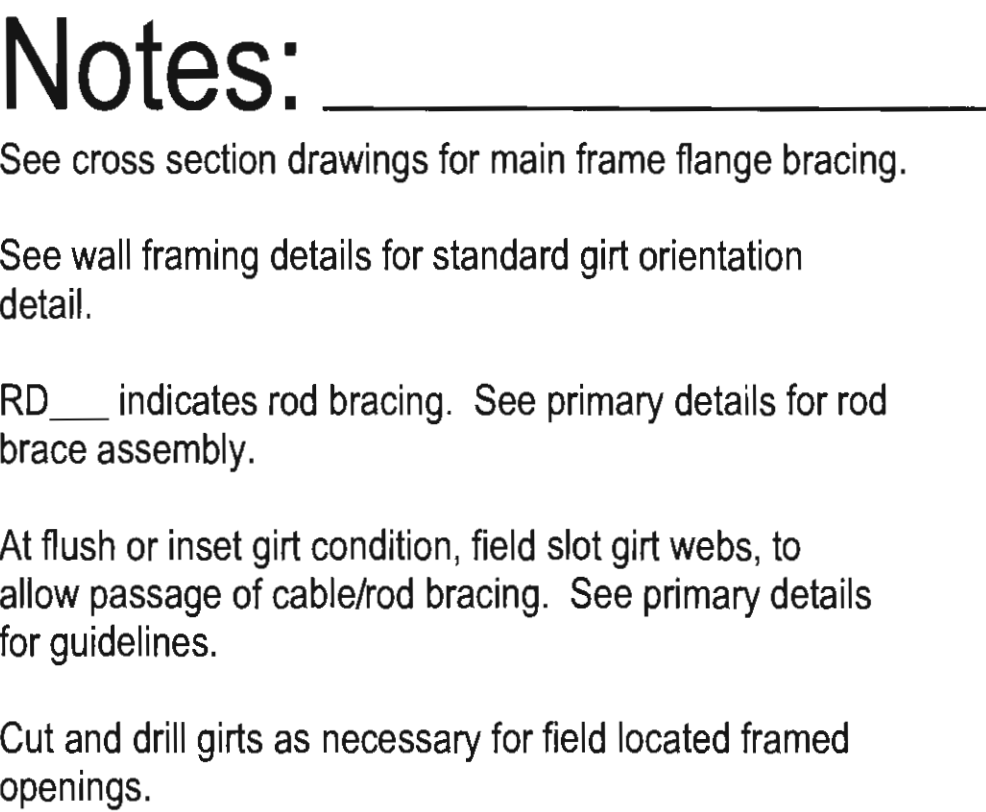 Notes:
See cross section drawings for main frame flange bracing.
See wall framing details for standard girt orientation
detail.
RD___ indicates rod bracing.  See primary details for rod
brace assembly.
At flush or inset girt condition, field slot girt webs, to
allow passage of cable/rod bracing.  See primary details
for guidelines.
Cut and drill girts as necessary for field located framed
openings.